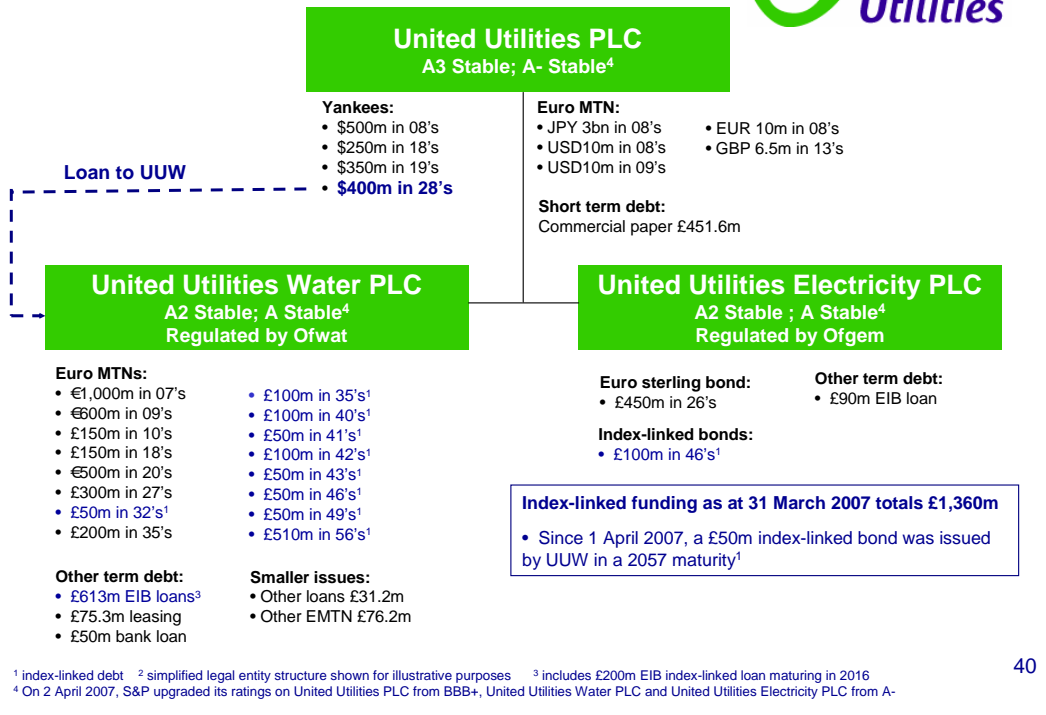 Utilities
United Utilities PLC
A3 Stable; A- Stable⁴
Yankees:
• $500m in 08’s
• $250m in 18’s
• $350m in 19’s
• $400m in 28’s
Euro MTN:
• JPY 3bn in 08’s
• USD10m in 08’s
• USD10m in 09’s
• EUR 10m in 08’s
• GBP 6.5m in 13’s
Short term debt:
Commercial paper £451.6m
Loan to UUW
United Utilities Water PLC
A2 Stable; A Stable⁴
Regulated by Ofwat
Euro MTNs:
• €1,000m in 07’s
• €600m in 09’s
• £150m in 10’s
• £150m in 18’s
• €500m in 20’s
• £300m in 27’s
• £50m in 32’s¹
• £200m in 35’s
• £100m in 35’s¹
• £100m in 40’s¹
• £50m in 41’s¹
• £100m in 42’s¹
• £50m in 43’s¹
• £50m in 46’s¹
• £50m in 49’s¹
• £510m in 56’s¹
Other term debt:
• £613m EIB loans³
• £75.3m leasing
• £50m bank loan
Smaller issues:
• Other loans £31.2m
• Other EMTN £76.2m
United Utilities Electricity PLC
A2 Stable ; A Stable⁴
Regulated by Ofgem
Euro sterling bond:
• £450m in 26’s
Index-linked bonds:
• £100m in 46’s¹
Other term debt:
• £90m EIB loan
Index-linked funding as at 31 March 2007 totals £1,360m
• Since 1 April 2007, a £50m index-linked bond was issued
by UUW in a 2057 maturity¹
¹ index-linked debt ² simplified legal entity structure shown for illustrative purposes ³ includes £200m EIB index-linked loan maturing in 2016
⁴ On 2 April 2007, S&P upgraded its ratings on United Utilities PLC from BBB+, United Utilities Water PLC and United Utilities Electricity PLC from A-
40